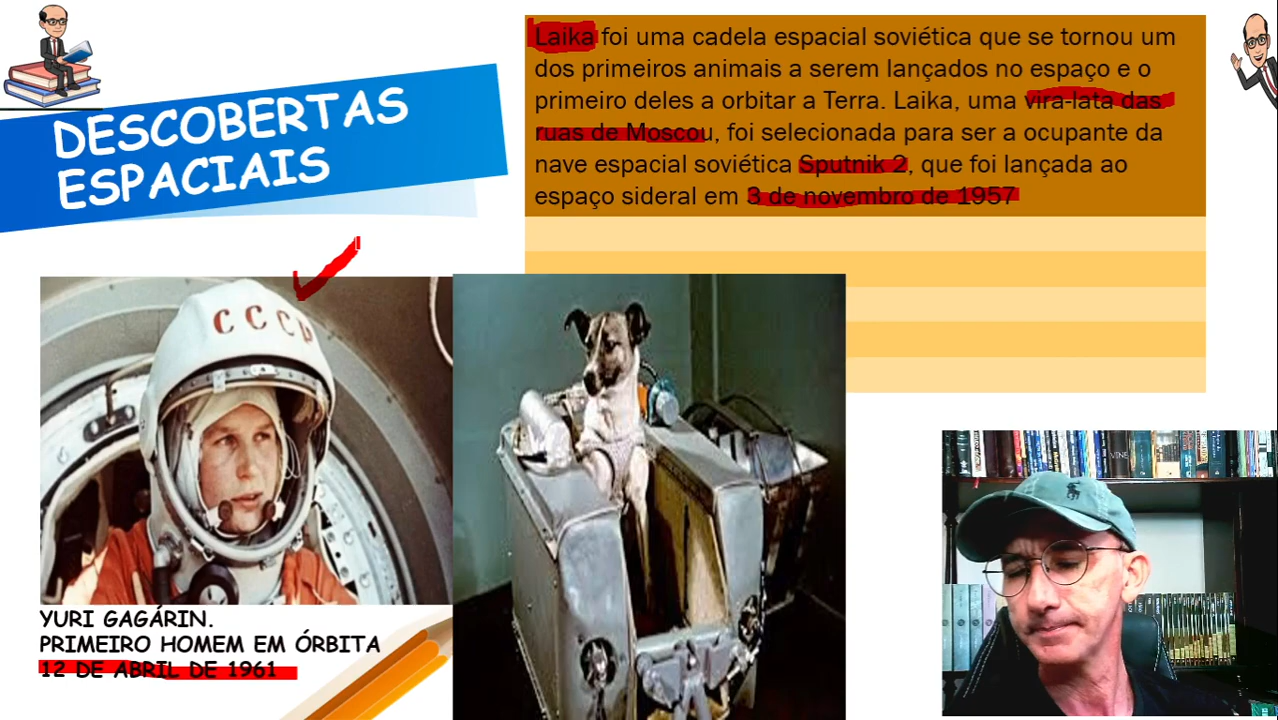 DESCOBERTAS
ESPACIAIS
Laika foi uma cadela espacial soviética que se tornou um
dos primeiros animais a serem lançados no espaço e o
primeiro deles a orbitar a Terra. Laika, uma vira-lata das
ruas de Moscou, foi selecionada para ser a ocupante da
nave espacial soviética Sputnik 2, que foi lançada ao
espaço sideral em 3 de novembro de 1957
CCCP
YURI GAGÁRIN.
PRIMEIRO HOMEM EM ÓRBITA
12 DE ABRIL DE 1961
VINE